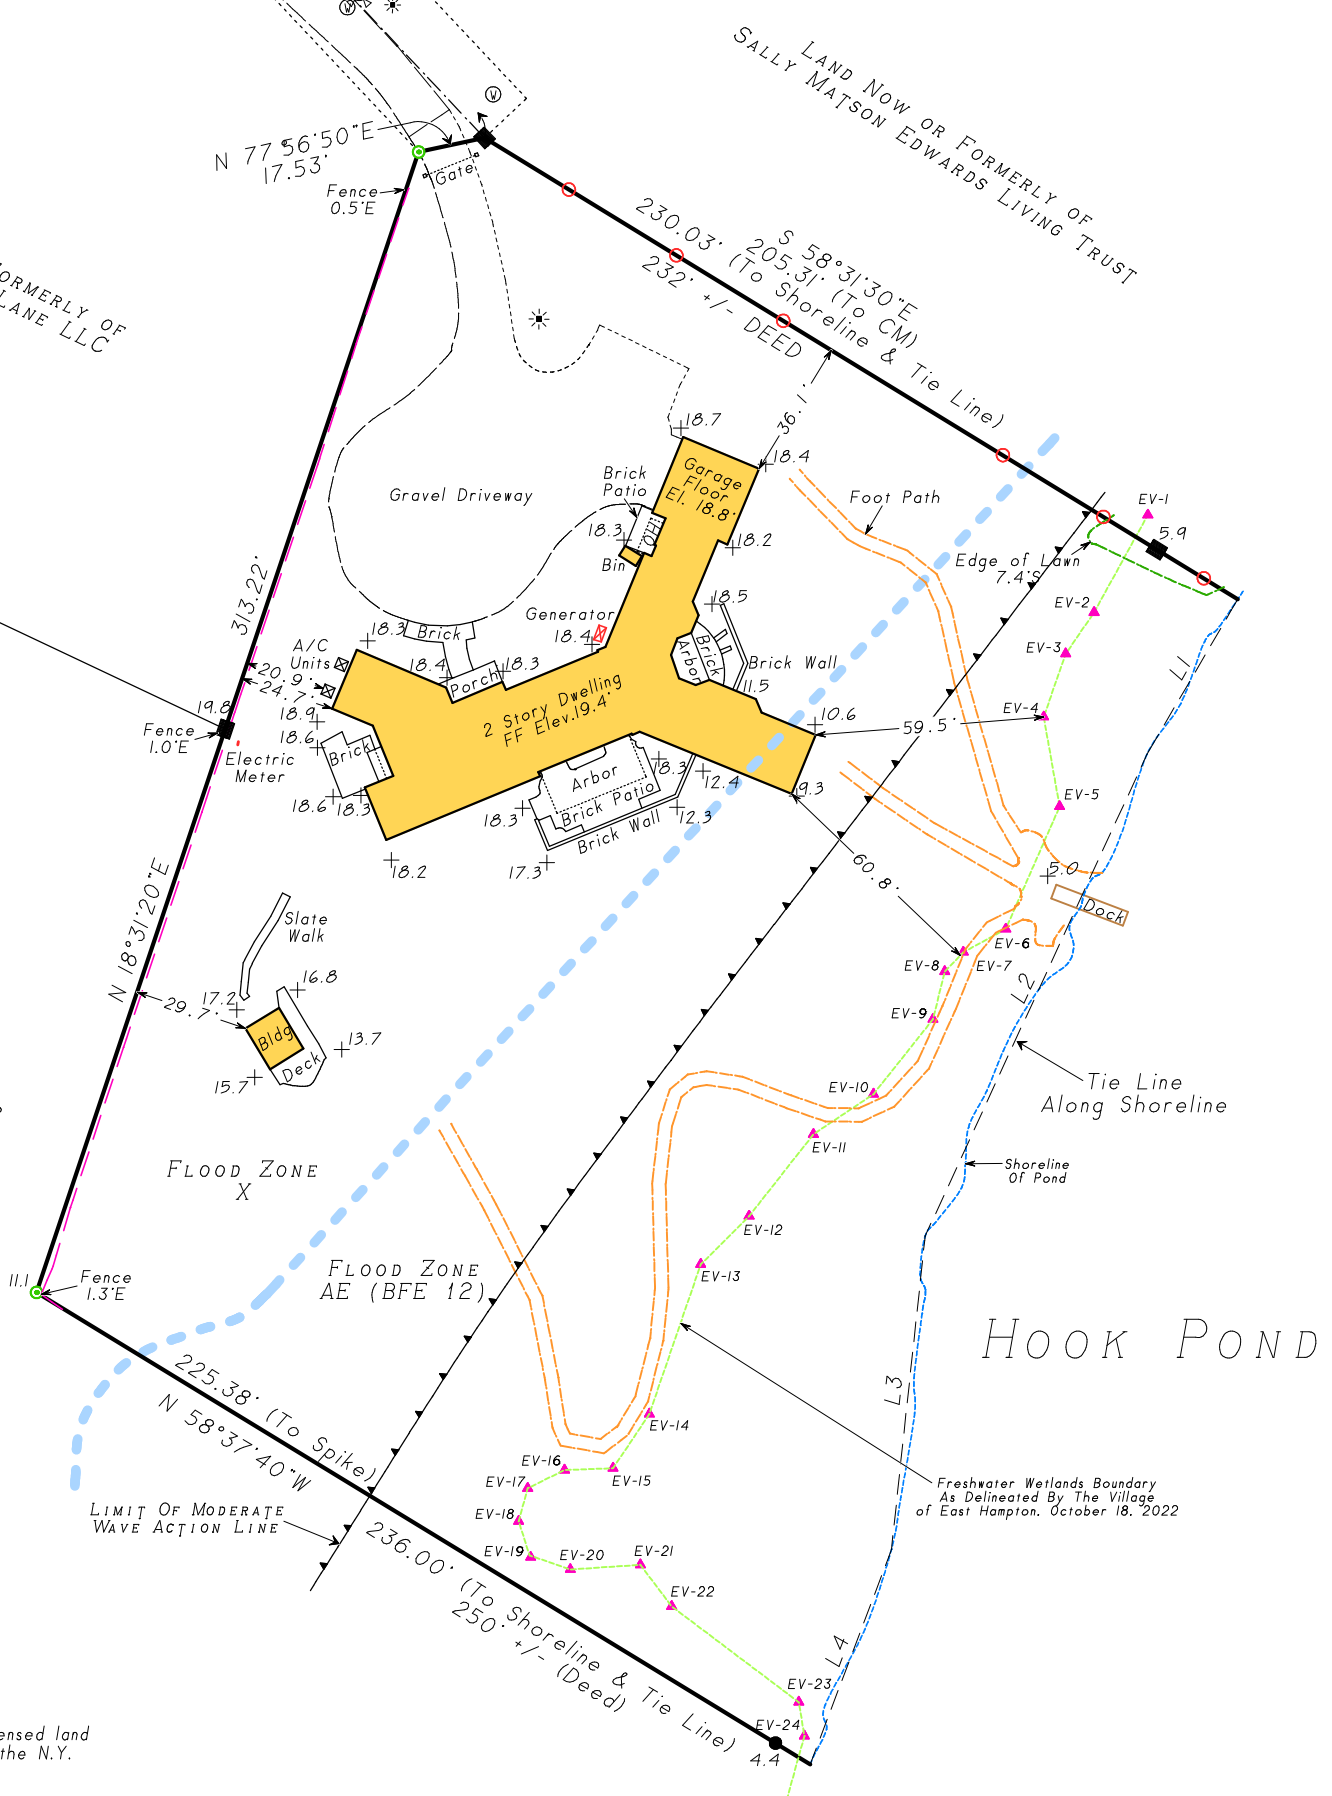 W
W
LAND NOW OR FORMERLY OF
SALLY MATSON EDWARDS LIVING TRUST
N 77°56'50"E
17.53'
Gate
Fence
0.5'E
ORMERLY OF
LANE LLC
S 58°31'30"E
205.31' (To CM)
230.03' (To Shoreline & Tie Line)
232' +/- DEED
36.1'
18.7
18.4
Garage
Floor
El. 18.8'
Brick
Patio
OH
18.3
Bin
Gravel Driveway
Foot Path
EV-1
5.9
Edge of Lawn
7.4'S
18.2
EV-2
18.5
Generator
18.4
313.22'
A/C
Units
18.3
Brick
18.4
18.3
Porch
Arbor
Brick
Brick Wall
11.5
EV-3
L1
20.9'
24.7'
18.9
19.8
Fence
1.0'E
Electric
Meter
18.6
Brick
18.6
18.3
2 Story Dwelling
FF Elev.19.4'
10.6
59.5'
EV-4
18.3
12.4
9.3
Arbor
Brick Patio
Brick Wall
18.3
12.3
17.3
18.2
EV-5
60.8'
5.0
Dock
N 18°31'20"E
Slate
Walk
EV-6
EV-7
EV-8
EV-9
L2
16.8
17.2
29.7'
Bldg
13.7
15.7
Deck
EV-10
EV-11
Tie Line
Along Shoreline
Shoreline
Of Pond
FLOOD ZONE
X
EV-12
EV-13
FLOOD ZONE
AE (BFE 12)
11.1
Fence
1.3'E
HOOK POND
225.38' (To Spike)
N 58°37'40"W
L3
EV-14
EV-15
EV-16
EV-17
EV-18
EV-19
EV-20
EV-21
EV-22
Freshwater Wetlands Boundary
As Delineated By The Village
of East Hampton. October 18. 2022
LIMIT OF MODERATE
WAVE ACTION LINE
236.00' (To Shoreline & Tie Line)
250' +/- (Deed)
L4
EV-23
EV-24
4.4
ensed land
the N.Y.